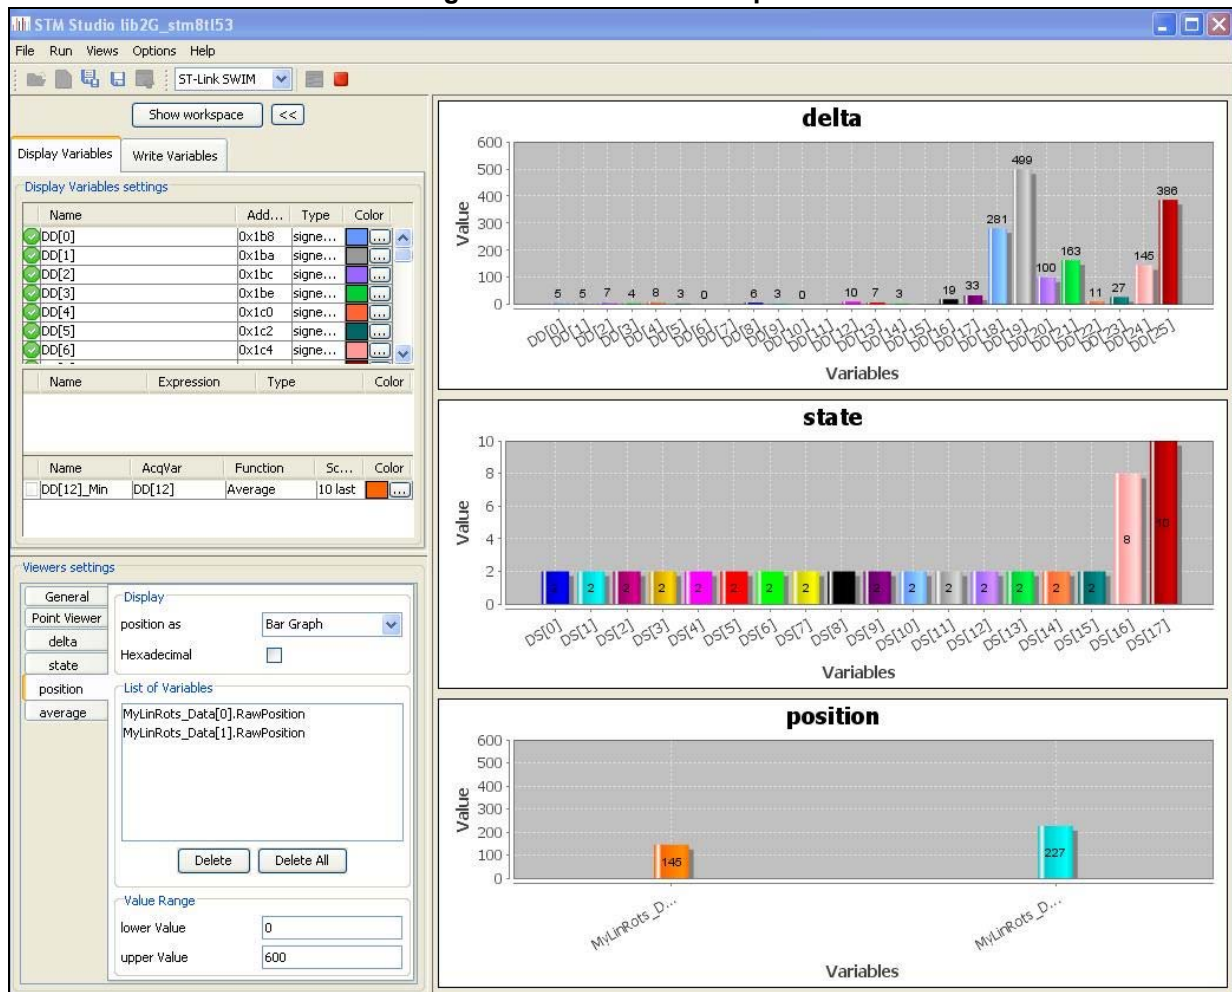 STM Studio lib2G_stm8tl53
File Run Views Options Help
ST-Link SWIM
Show workspace <<
Display Variables Write Variables
Display Variables settings
Name Add... Type Color
DD[0] 0x1b8 signe... ...
DD[1] 0x1ba signe... ...
DD[2] 0x1bc signe... ...
DD[3] 0x1be signe... ...
DD[4] 0x1c0 signe... ...
DD[5] 0x1c2 signe... ...
DD[6] 0x1c4 signe... ...
Name Expression Type Color
Name AcqVar Function Sc... Color
DD[12]_Min DD[12] Average 10 last ...
Viewers settings
General
Point Viewer
delta
state
position
average
Display
position as Bar Graph
Hexadecimal
List of Variables
MyLinRots_Data[0].RawPosition
MyLinRots_Data[1].RawPosition
Delete Delete All
Value Range
lower Value 0
upper Value 600
delta
Value
600
500
400
300
200
100
0
5 5 7 4 8 3 0 6 3 0 10 7 3 19 33 281 499 100 163 11 27 145 386
DD[0] DD[1] DD[2] DD[3] DD[4] DD[5] DD[6] DD[7] DD[8] DD[9] DD[10] DD[11] DD[12] DD[13] DD[14] DD[15] DD[16] DD[17] DD[18] DD[19] DD[20] DD[21] DD[22] DD[23] DD[24] DD[25]
Variables
state
Value
10
8
6
4
2
0
2 2 2 2 2 2 2 2 2 2 2 2 2 2 2 8 10
DS[0] DS[1] DS[2] DS[3] DS[4] DS[5] DS[6] DS[7] DS[8] DS[9] DS[10] DS[11] DS[12] DS[13] DS[14] DS[15] DS[16] DS[17]
Variables
position
Value
600
500
400
300
200
100
0
145 227
MyLinRots_D... MyLinRots_D...
Variables